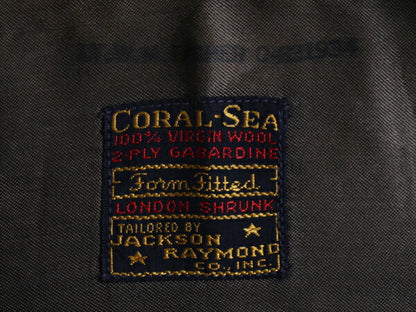 CORAL-SEA
100% VIRGIN WOOL
2-PLY GABARDINE
Form Fitted
LONDON SHRUNK
TAILORED BY
JACKSON
RAYMOND
CO., INC.